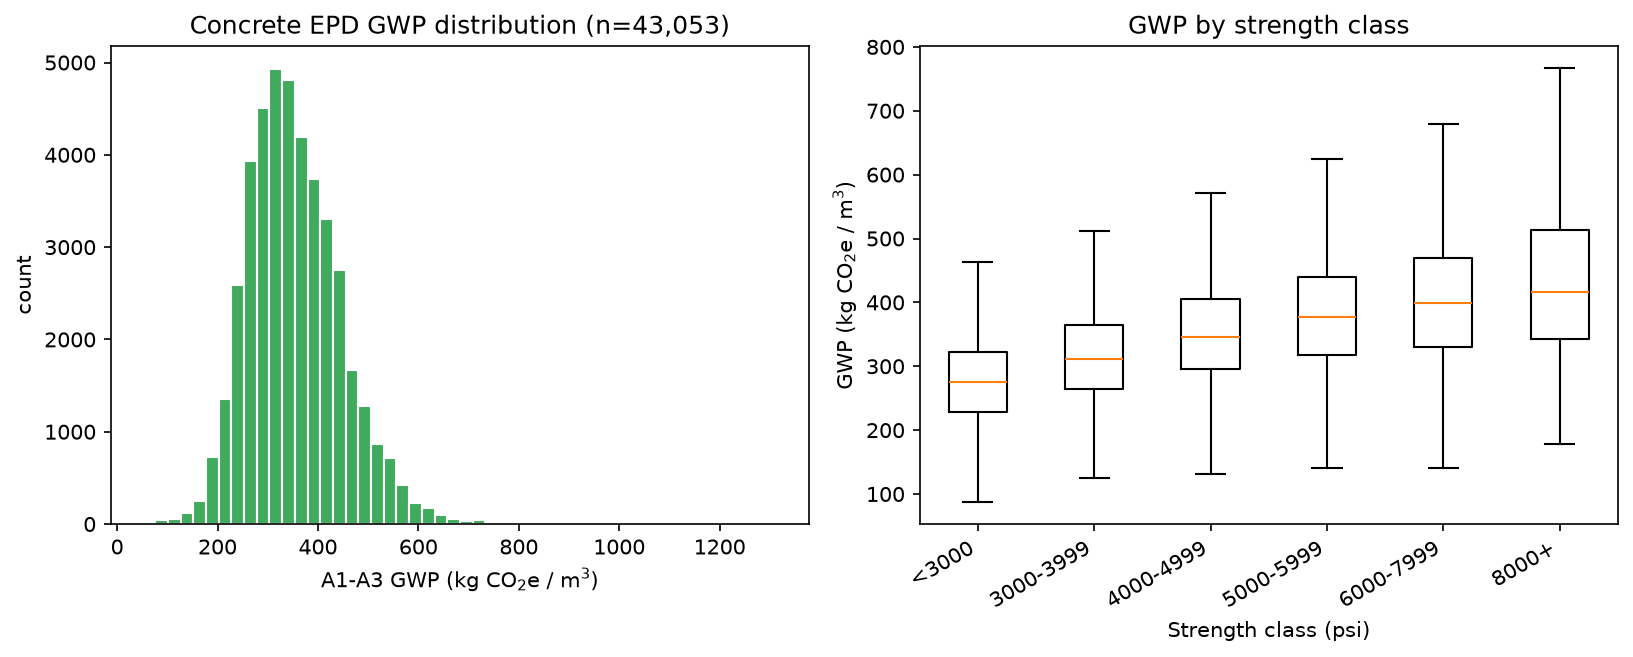 Concrete EPD GWP distribution (n=43,053)
count
5000
4000
3000
2000
1000
0
0 200 400 600 800 1000 1200
A1-A3 GWP (kg CO₂e / m³)
GWP by strength class
GWP (kg CO₂e / m³)
800
700
600
500
400
300
200
100
<3000 3000-3999 4000-4999 5000-5999 6000-7999 8000+
Strength class (psi)